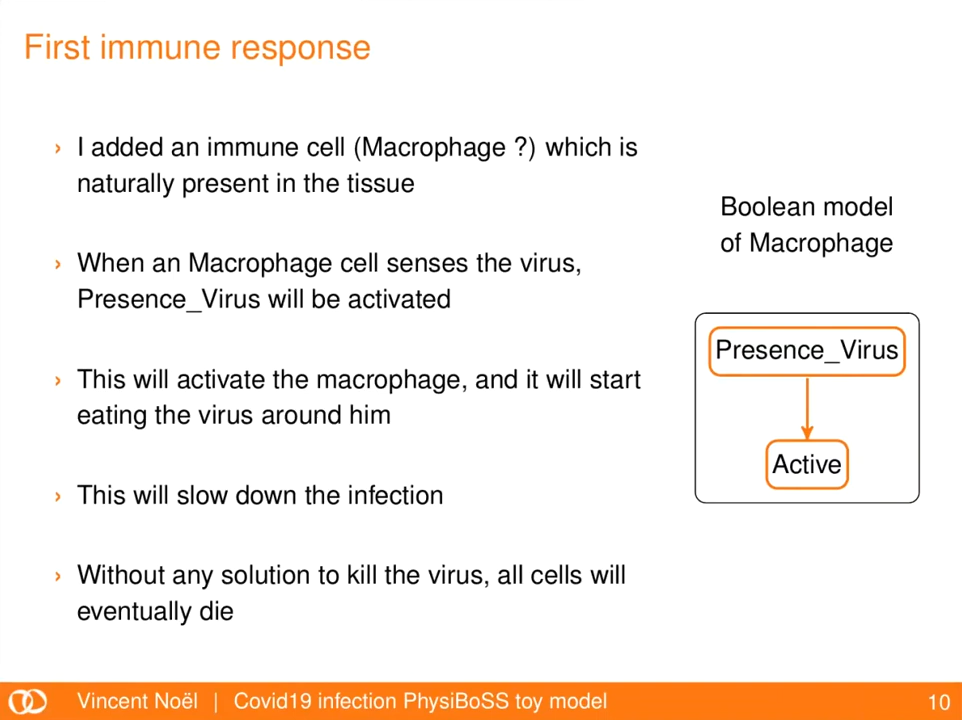 First immune response
› I added an immune cell (Macrophage ?) which is
naturally present in the tissue
› When an Macrophage cell senses the virus,
Presence_Virus will be activated
› This will activate the macrophage, and it will start
eating the virus around him
› This will slow down the infection
› Without any solution to kill the virus, all cells will
eventually die
Boolean model
of Macrophage
Presence_Virus
Active
Vincent Noël | Covid19 infection PhysiBoSS toy model
10